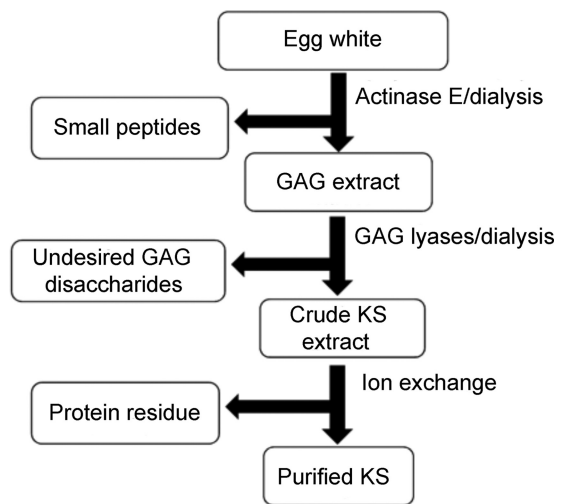 Egg white
Actinase E/dialysis
Small peptides
GAG extract
GAG lyases/dialysis
Undesired GAG
disaccharides
Crude KS
extract
Ion exchange
Protein residue
Purified KS